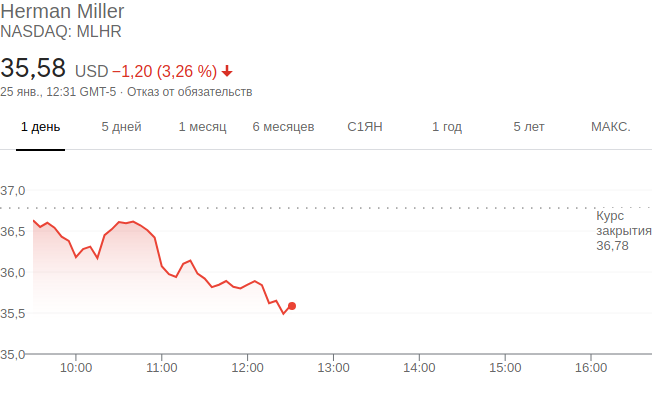 Herman Miller
NASDAQ: MLHR
35,58 USD −1,20 (3,26 %)
25 янв., 12:31 GMT-5 · Отказ от обязательств
1 день 5 дней 1 месяц 6 месяцев С1ЯН 1 год 5 лет МАКС.
37,0
Курс
закрытия
36,78
36,5
36,0
35,5
35,0
10:00 11:00 12:00 13:00 14:00 15:00 16:00